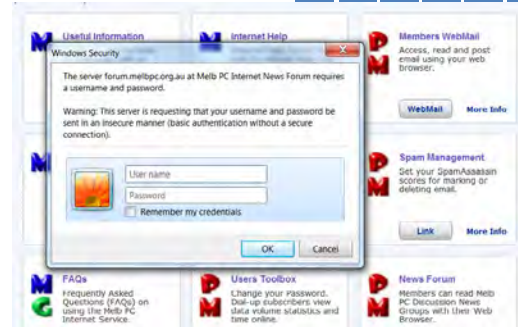 Useful Information
Internet Help
Members WebMail
Access, read and post
email using your web
browser.
WebMail
More Info
Windows Security
The server forum.melbpc.org.au at Melb PC Internet News Forum requires
a username and password.
Warning: This server is requesting that your username and password be
sent in an insecure manner (basic authentication without a secure
connection).
User name
Password
Remember my credentials
OK
Cancel
Spam Management
Set your SpamAssassin
scores for marking or
deleting email.
Link
More Info
FAQs
Frequently Asked
Questions (FAQs) on
using the Melb PC
Internet Service.
Users Toolbox
Change your Password.
Dial-up subscribers view
data volume statistics and
time online.
News Forum
Members can read Melb
PC Discussion News
Groups with their Web
Browser.